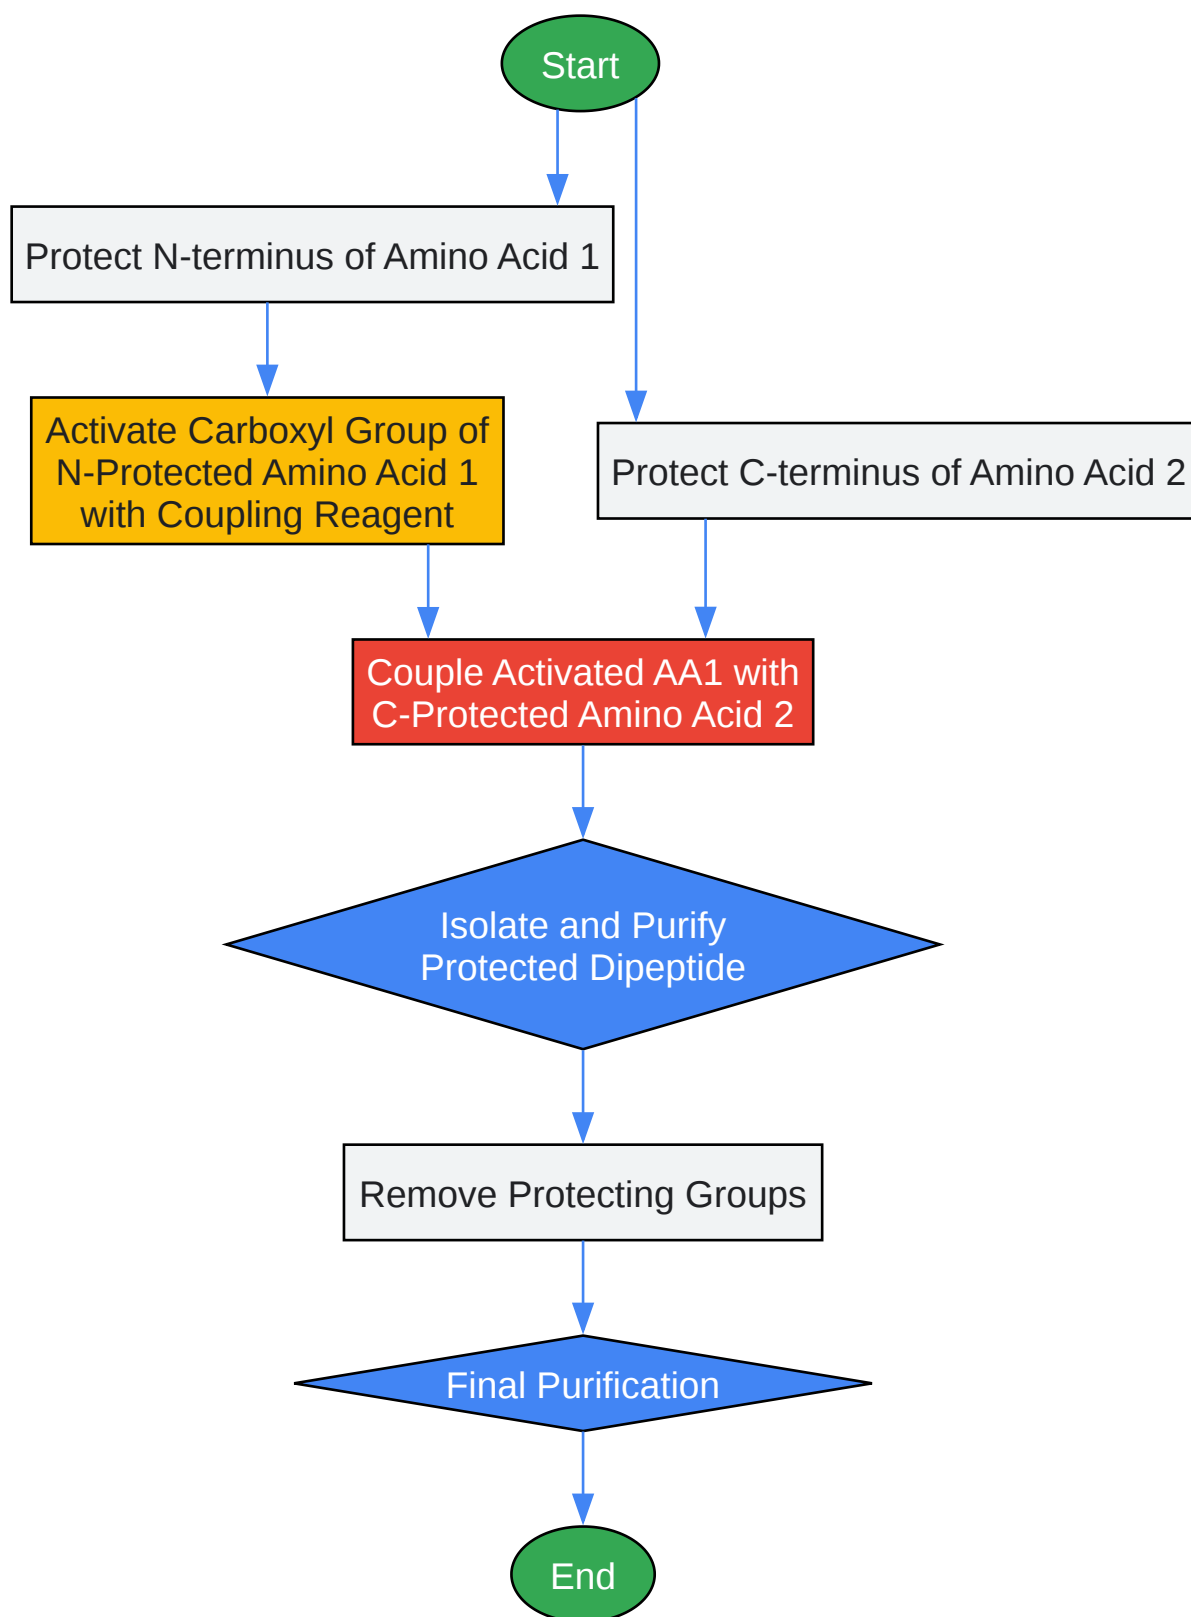 Start
Protect N-terminus of Amino Acid 1
Activate Carboxyl Group of
N-Protected Amino Acid 1
with Coupling Reagent
Protect C-terminus of Amino Acid 2
Couple Activated AA1 with
C-Protected Amino Acid 2
Isolate and Purify
Protected Dipeptide
Remove Protecting Groups
Final Purification
End